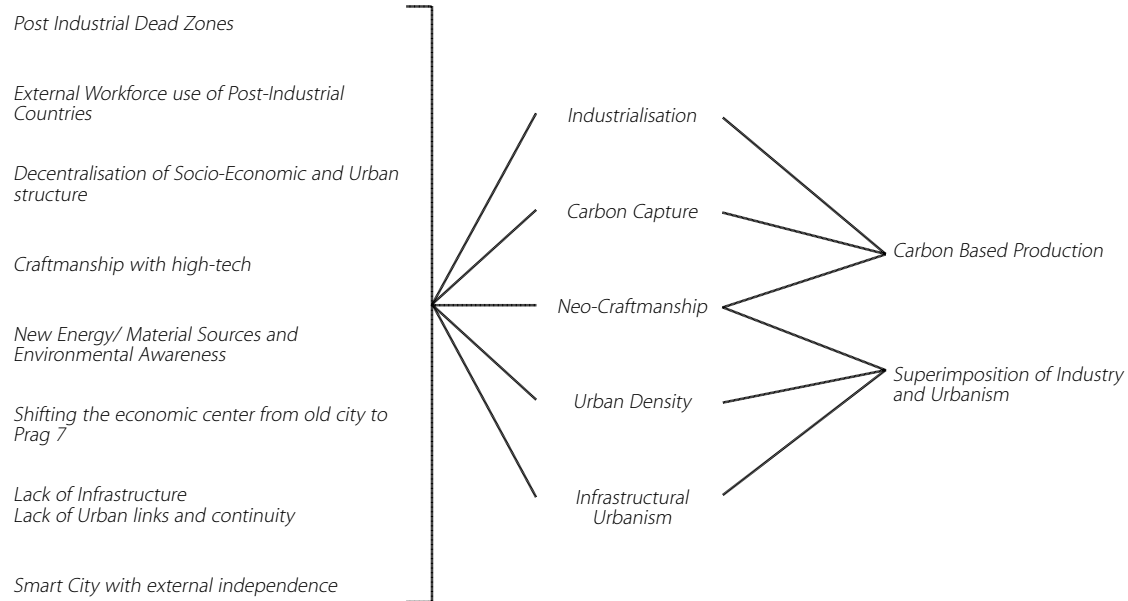 Post Industrial Dead Zones
External Workforce use of Post-Industrial
Countries
Decentralisation of Socio-Economic and Urban
structure
Craftmanship with high-tech
New Energy/ Material Sources and
Environmental Awareness
Shifting the economic center from old city to
Prag 7
Lack of Infrastructure
Lack of Urban links and continuity
Smart City with external independence
Industrialisation
Carbon Capture
Neo-Craftmanship
Urban Density
Infrastructural
Urbanism
Carbon Based Production
Superimposition of Industry
and Urbanism